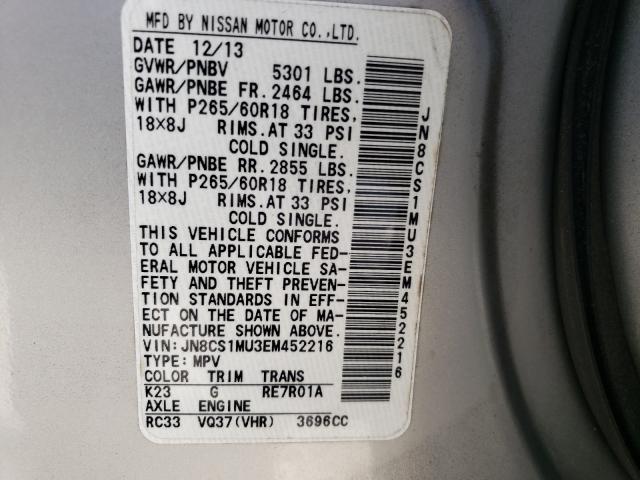 MFD BY NISSAN MOTOR CO.,LTD.
DATE 12/13
GVWR/PNBV 5301 LBS.
GAWR/PNBE FR. 2464 LBS.
WITH P265/60R18 TIRES,
18×8J RIMS.AT 33 PSI
COLD SINGLE.
GAWR/PNBE RR. 2855 LBS.
WITH P265/60R18 TIRES,
18×8J RIMS.AT 33 PSI
COLD SINGLE.
THIS VEHICLE CONFORMS
TO ALL APPLICABLE FED-
ERAL MOTOR VEHICLE SA-
FETY AND THEFT PREVEN-
TION STANDARDS IN EFF-
ECT ON THE DATE OF MA-
NUFACTURE SHOWN ABOVE.
VIN: JN8CS1MU3EM452216
TYPE: MPV
COLOR TRIM TRANS
K23 G RE7R01A
AXLE ENGINE
RC33 VQ37(VHR) 3696CC
JN8CS1MU3EM452216